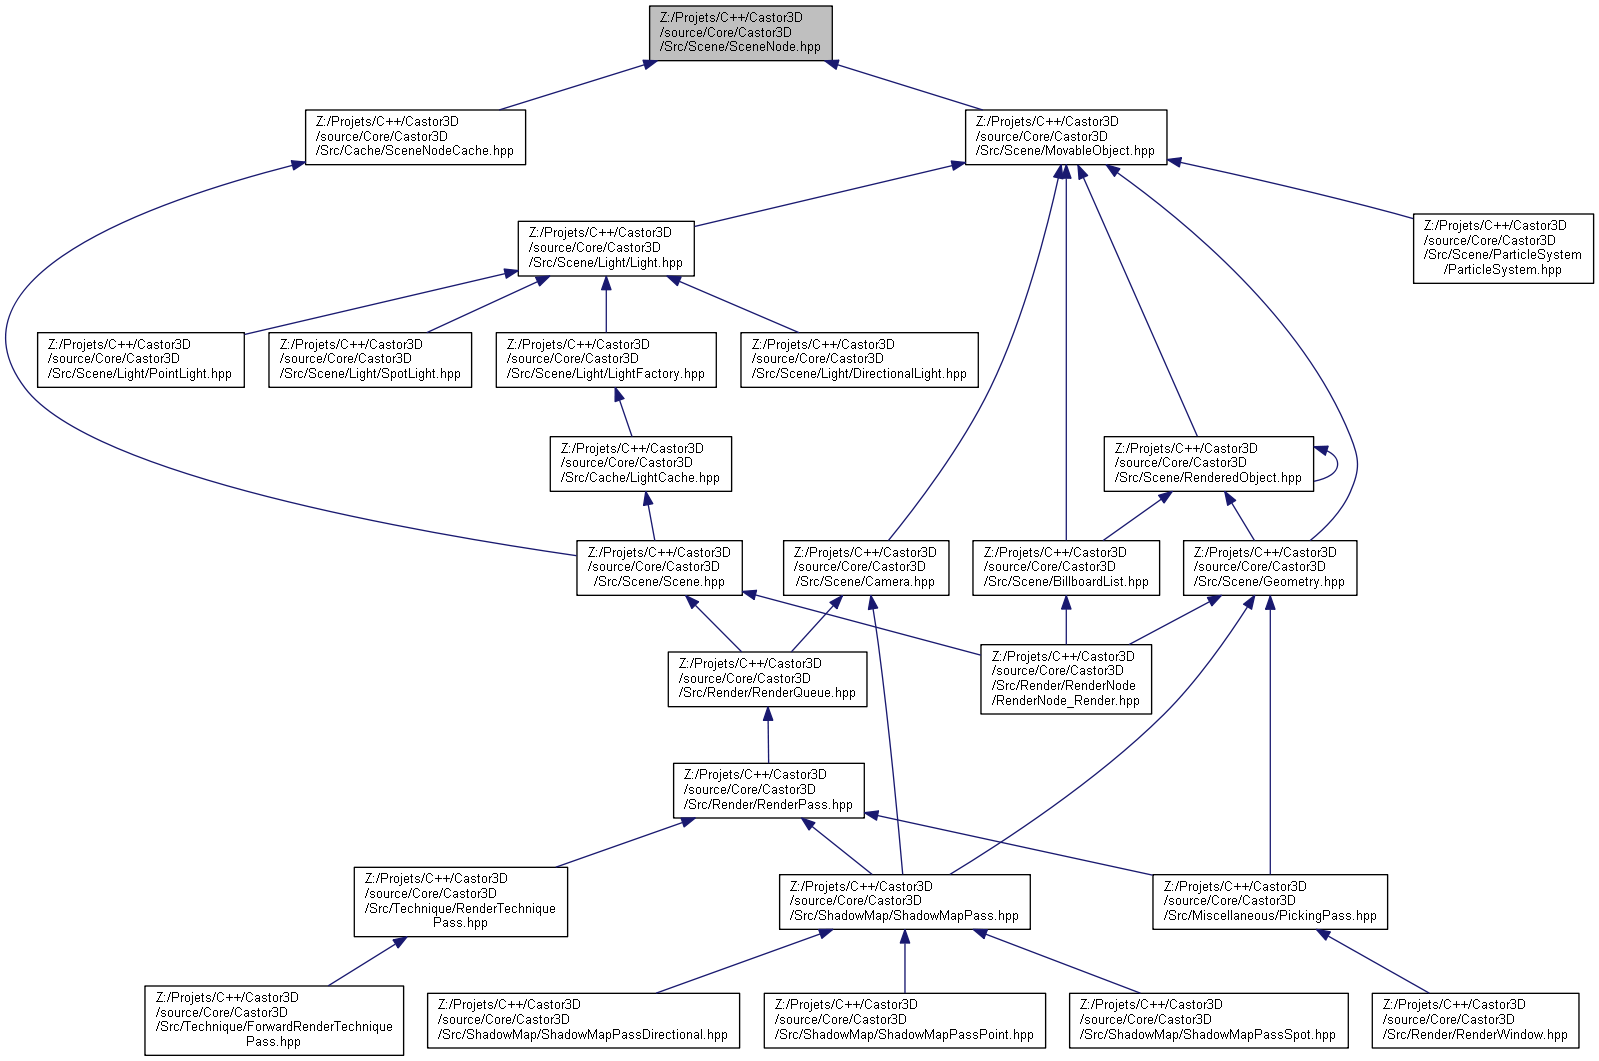 Z:/Projets/C++/Castor3D
/source/Core/Castor3D
/Src/Scene/SceneNode.hpp
Z:/Projets/C++/Castor3D
/source/Core/Castor3D
/Src/Cache/SceneNodeCache.hpp
Z:/Projets/C++/Castor3D
/source/Core/Castor3D
/Src/Scene/MovableObject.hpp
Z:/Projets/C++/Castor3D
/source/Core/Castor3D
/Src/Scene/Light/Light.hpp
Z:/Projets/C++/Castor3D
/source/Core/Castor3D
/Src/Scene/ParticleSystem
/ParticleSystem.hpp
Z:/Projets/C++/Castor3D
/source/Core/Castor3D
/Src/Scene/Light/PointLight.hpp
Z:/Projets/C++/Castor3D
/source/Core/Castor3D
/Src/Scene/Light/SpotLight.hpp
Z:/Projets/C++/Castor3D
/source/Core/Castor3D
/Src/Scene/Light/LightFactory.hpp
Z:/Projets/C++/Castor3D
/source/Core/Castor3D
/Src/Scene/Light/DirectionalLight.hpp
Z:/Projets/C++/Castor3D
/source/Core/Castor3D
/Src/Cache/LightCache.hpp
Z:/Projets/C++/Castor3D
/source/Core/Castor3D
/Src/Scene/RenderedObject.hpp
Z:/Projets/C++/Castor3D
/source/Core/Castor3D
/Src/Scene/Scene.hpp
Z:/Projets/C++/Castor3D
/source/Core/Castor3D
/Src/Scene/Camera.hpp
Z:/Projets/C++/Castor3D
/source/Core/Castor3D
/Src/Scene/BillboardList.hpp
Z:/Projets/C++/Castor3D
/source/Core/Castor3D
/Src/Scene/Geometry.hpp
Z:/Projets/C++/Castor3D
/source/Core/Castor3D
/Src/Render/RenderQueue.hpp
Z:/Projets/C++/Castor3D
/source/Core/Castor3D
/Src/Render/RenderNode
/RenderNode_Render.hpp
Z:/Projets/C++/Castor3D
/source/Core/Castor3D
/Src/Render/RenderPass.hpp
Z:/Projets/C++/Castor3D
/source/Core/Castor3D
/Src/Technique/RenderTechnique
Pass.hpp
Z:/Projets/C++/Castor3D
/source/Core/Castor3D
/Src/ShadowMap/ShadowMapPass.hpp
Z:/Projets/C++/Castor3D
/source/Core/Castor3D
/Src/Miscellaneous/PickingPass.hpp
Z:/Projets/C++/Castor3D
/source/Core/Castor3D
/Src/Technique/ForwardRenderTechnique
Pass.hpp
Z:/Projets/C++/Castor3D
/source/Core/Castor3D
/Src/ShadowMap/ShadowMapPassDirectional.hpp
Z:/Projets/C++/Castor3D
/source/Core/Castor3D
/Src/ShadowMap/ShadowMapPassPoint.hpp
Z:/Projets/C++/Castor3D
/source/Core/Castor3D
/Src/ShadowMap/ShadowMapPassSpot.hpp
Z:/Projets/C++/Castor3D
/source/Core/Castor3D
/Src/Render/RenderWindow.hpp